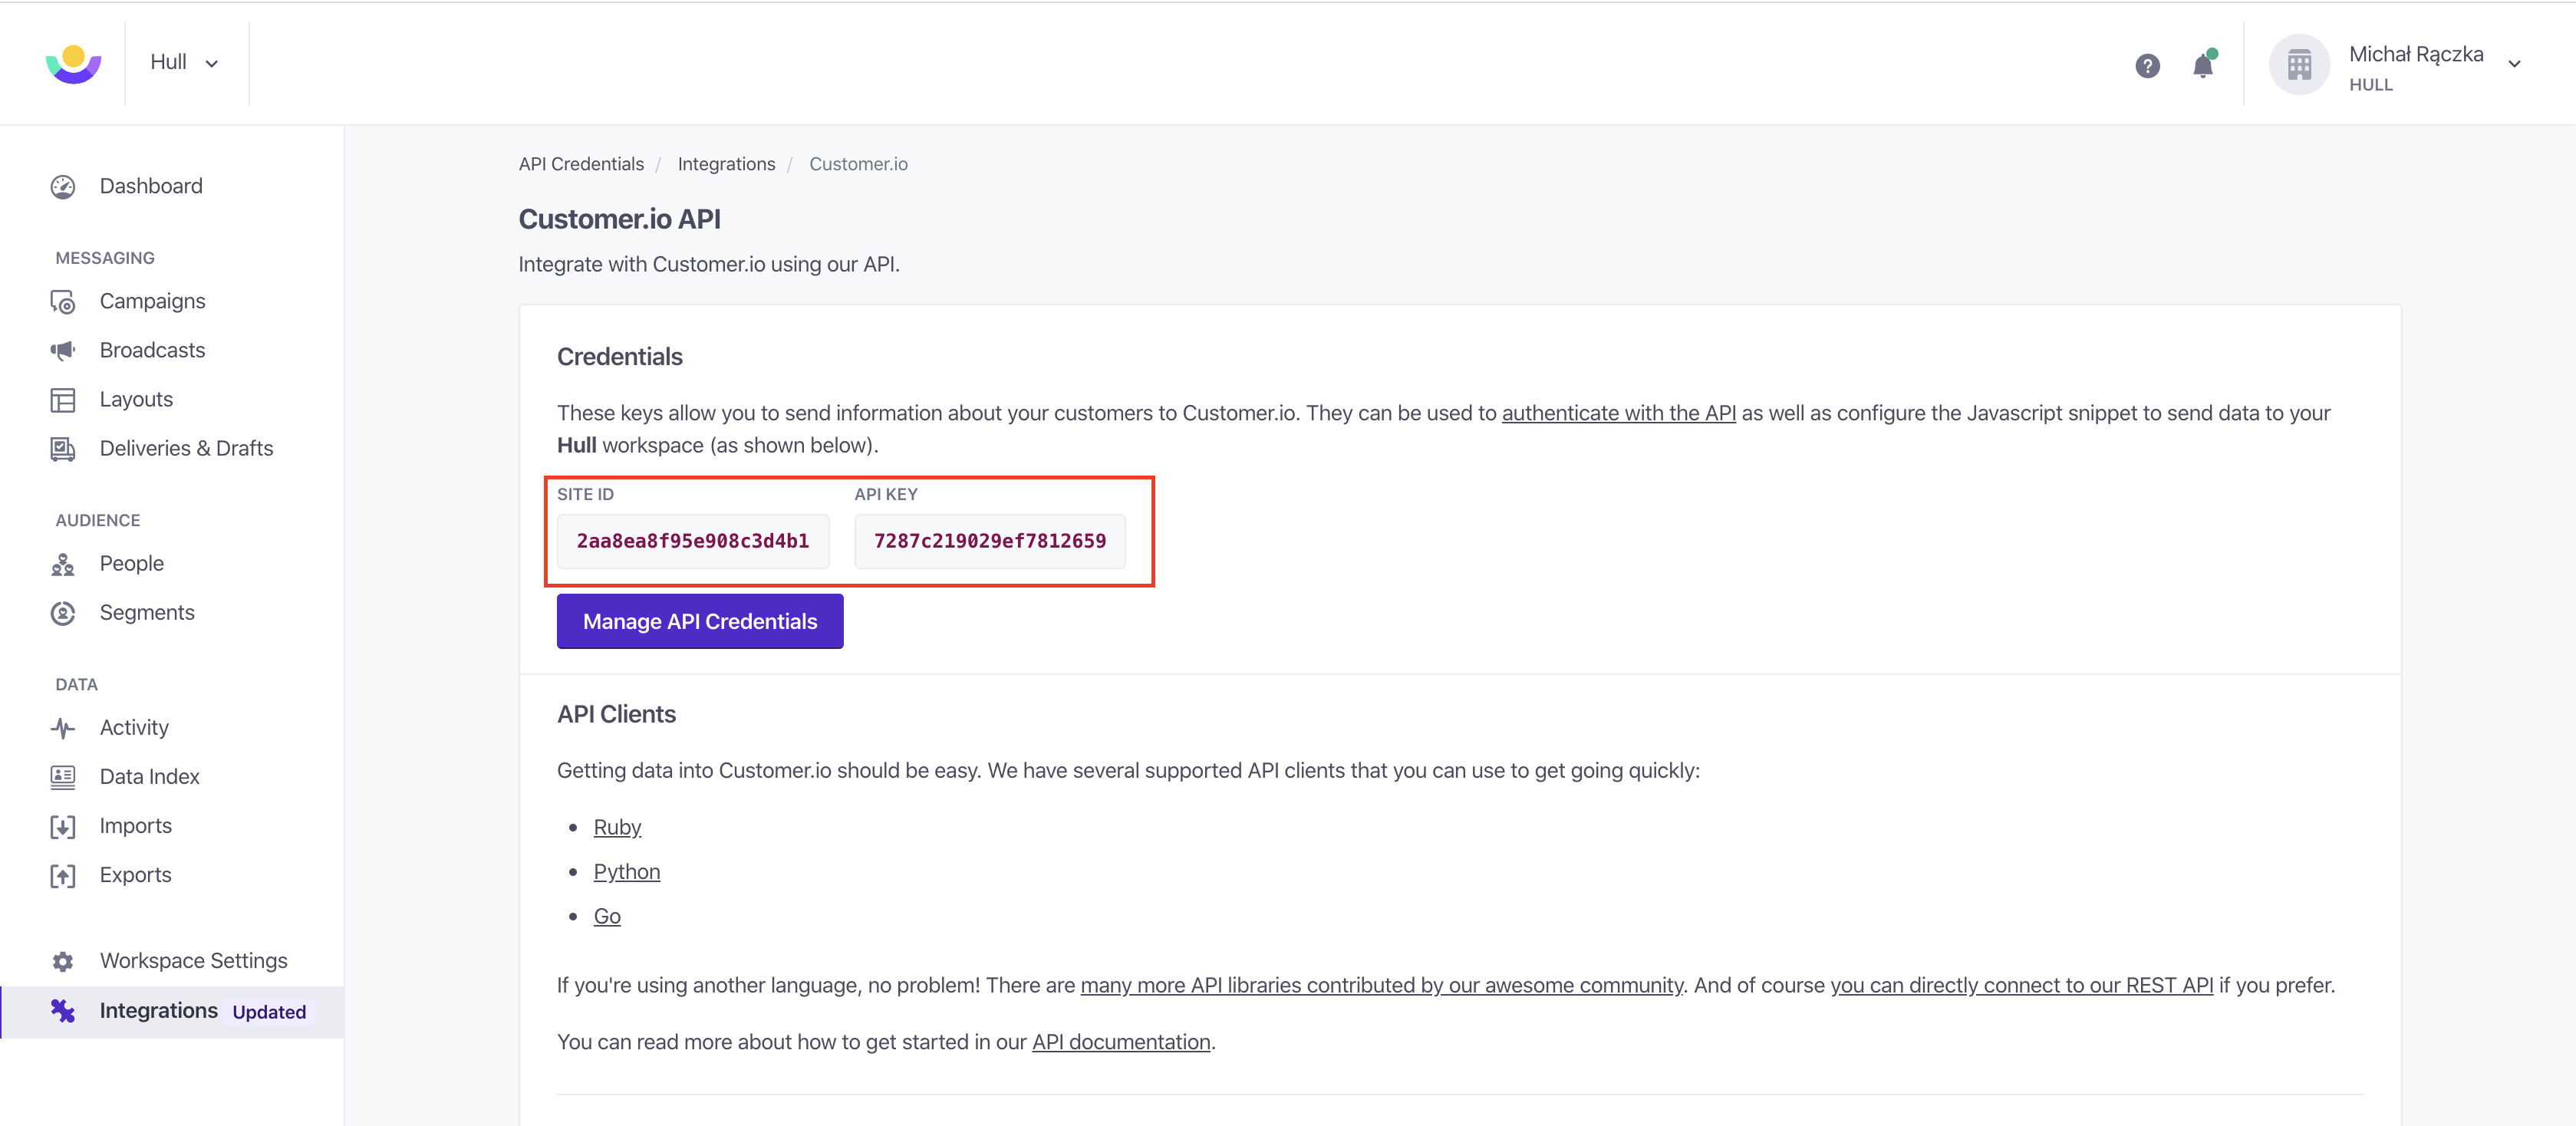 Hull
?
Michał Rączka
HULL
Dashboard
MESSAGING
Campaigns
Broadcasts
Layouts
Deliveries & Drafts
AUDIENCE
People
Segments
DATA
Activity
Data Index
Imports
Exports
Workspace Settings
Integrations Updated
API Credentials / Integrations / Customer.io
Customer.io API
Integrate with Customer.io using our API.
Credentials
These keys allow you to send information about your customers to Customer.io. They can be used to authenticate with the API as well as configure the Javascript snippet to send data to your
Hull workspace (as shown below).
SITE ID API KEY
2aa8ea8f95e908c3d4b1 7287c219029ef7812659
Manage API Credentials
API Clients
Getting data into Customer.io should be easy. We have several supported API clients that you can use to get going quickly:
• Ruby
• Python
• Go
If you're using another language, no problem! There are many more API libraries contributed by our awesome community. And of course you can directly connect to our REST API if you prefer.
You can read more about how to get started in our API documentation.